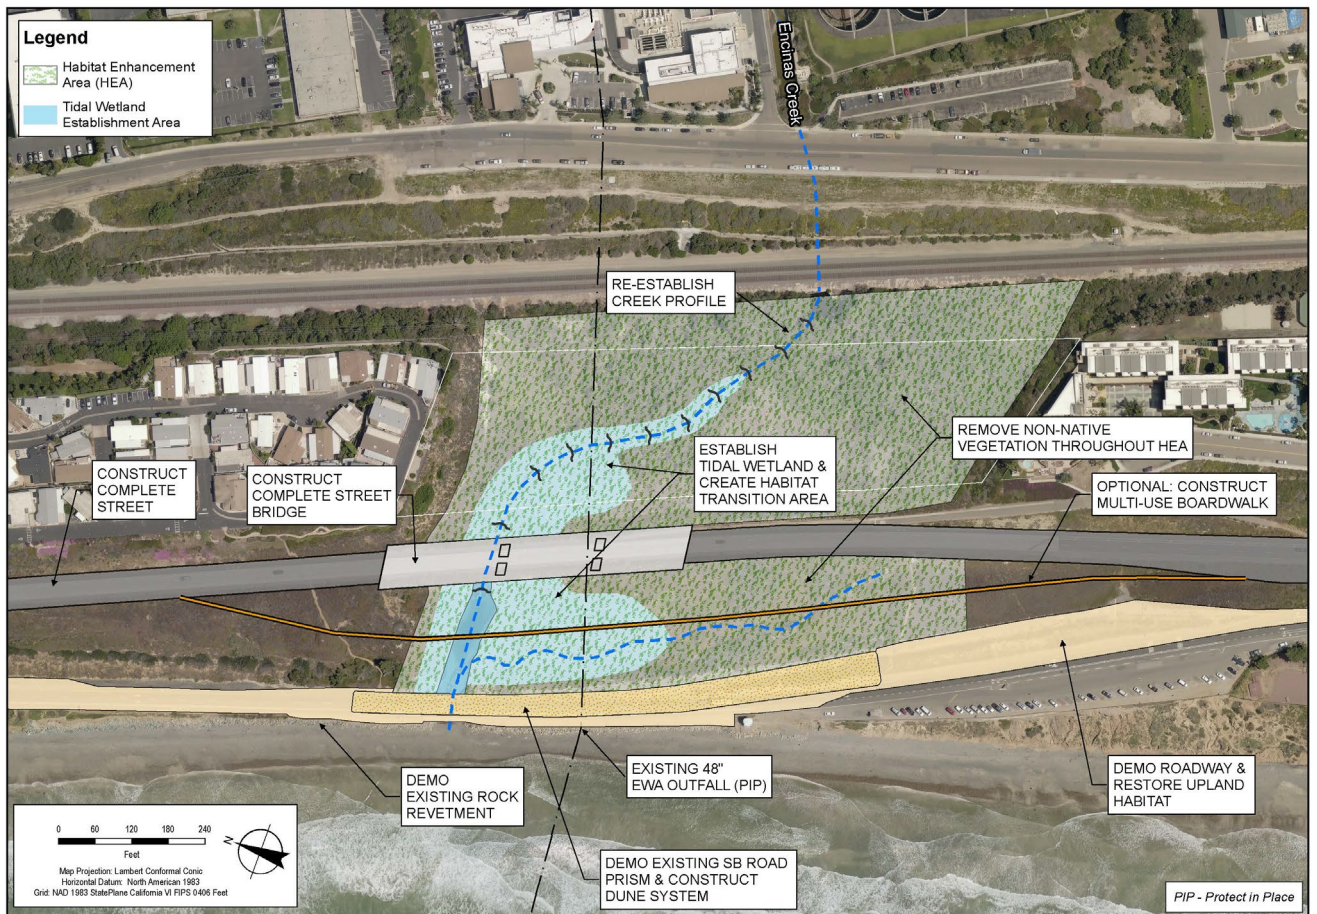 Legend
Habitat Enhancement
Area (HEA)
Tidal Wetland
Establishment Area
Encinas Creek
RE-ESTABLISH
CREEK PROFILE
REMOVE NON-NATIVE
VEGETATION THROUGHOUT HEA
ESTABLISH
TIDAL WETLAND &
CREATE HABITAT
TRANSITION AREA
CONSTRUCT
COMPLETE
STREET
CONSTRUCT
COMPLETE STREET
BRIDGE
OPTIONAL: CONSTRUCT
MULTI-USE BOARDWALK
DEMO
EXISTING ROCK
REVETMENT
EXISTING 48"
EWA OUTFALL (PIP)
DEMO ROADWAY &
RESTORE UPLAND
HABITAT
DEMO EXISTING SB ROAD
PRISM & CONSTRUCT
DUNE SYSTEM
0 60 120 180 240
Feet
N
Map Projection: Lambert Conformal Conic
Horizontal Datum: North American 1983
Grid: NAD 1983 StatePlane California VI FIPS 0406 Feet
PIP - Protect in Place